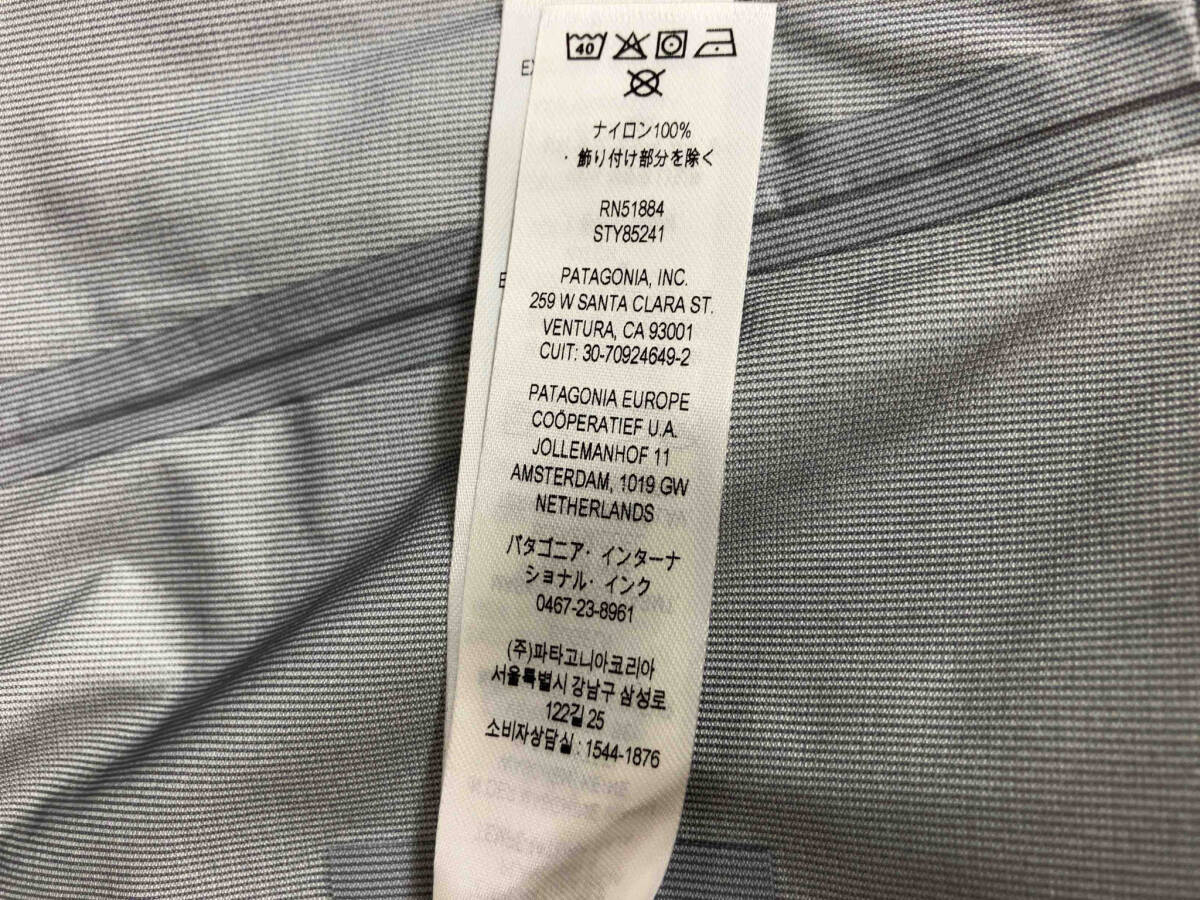 40
ナイロン100%
・飾り付け部分を除く
RN51884
STY85241
PATAGONIA, INC.
259 W SANTA CLARA ST.
VENTURA, CA 93001
CUIT: 30-70924649-2
PATAGONIA EUROPE
COÖPERATIEF U.A.
JOLLEMANHOF 11
AMSTERDAM, 1019 GW
NETHERLANDS
パタゴニア・インターナ
ショナル・インク
0467-23-8961
(주)파타고니아코리아
서울특별시 강남구 삼성로
122길 25
소비자상담실 : 1544-1876